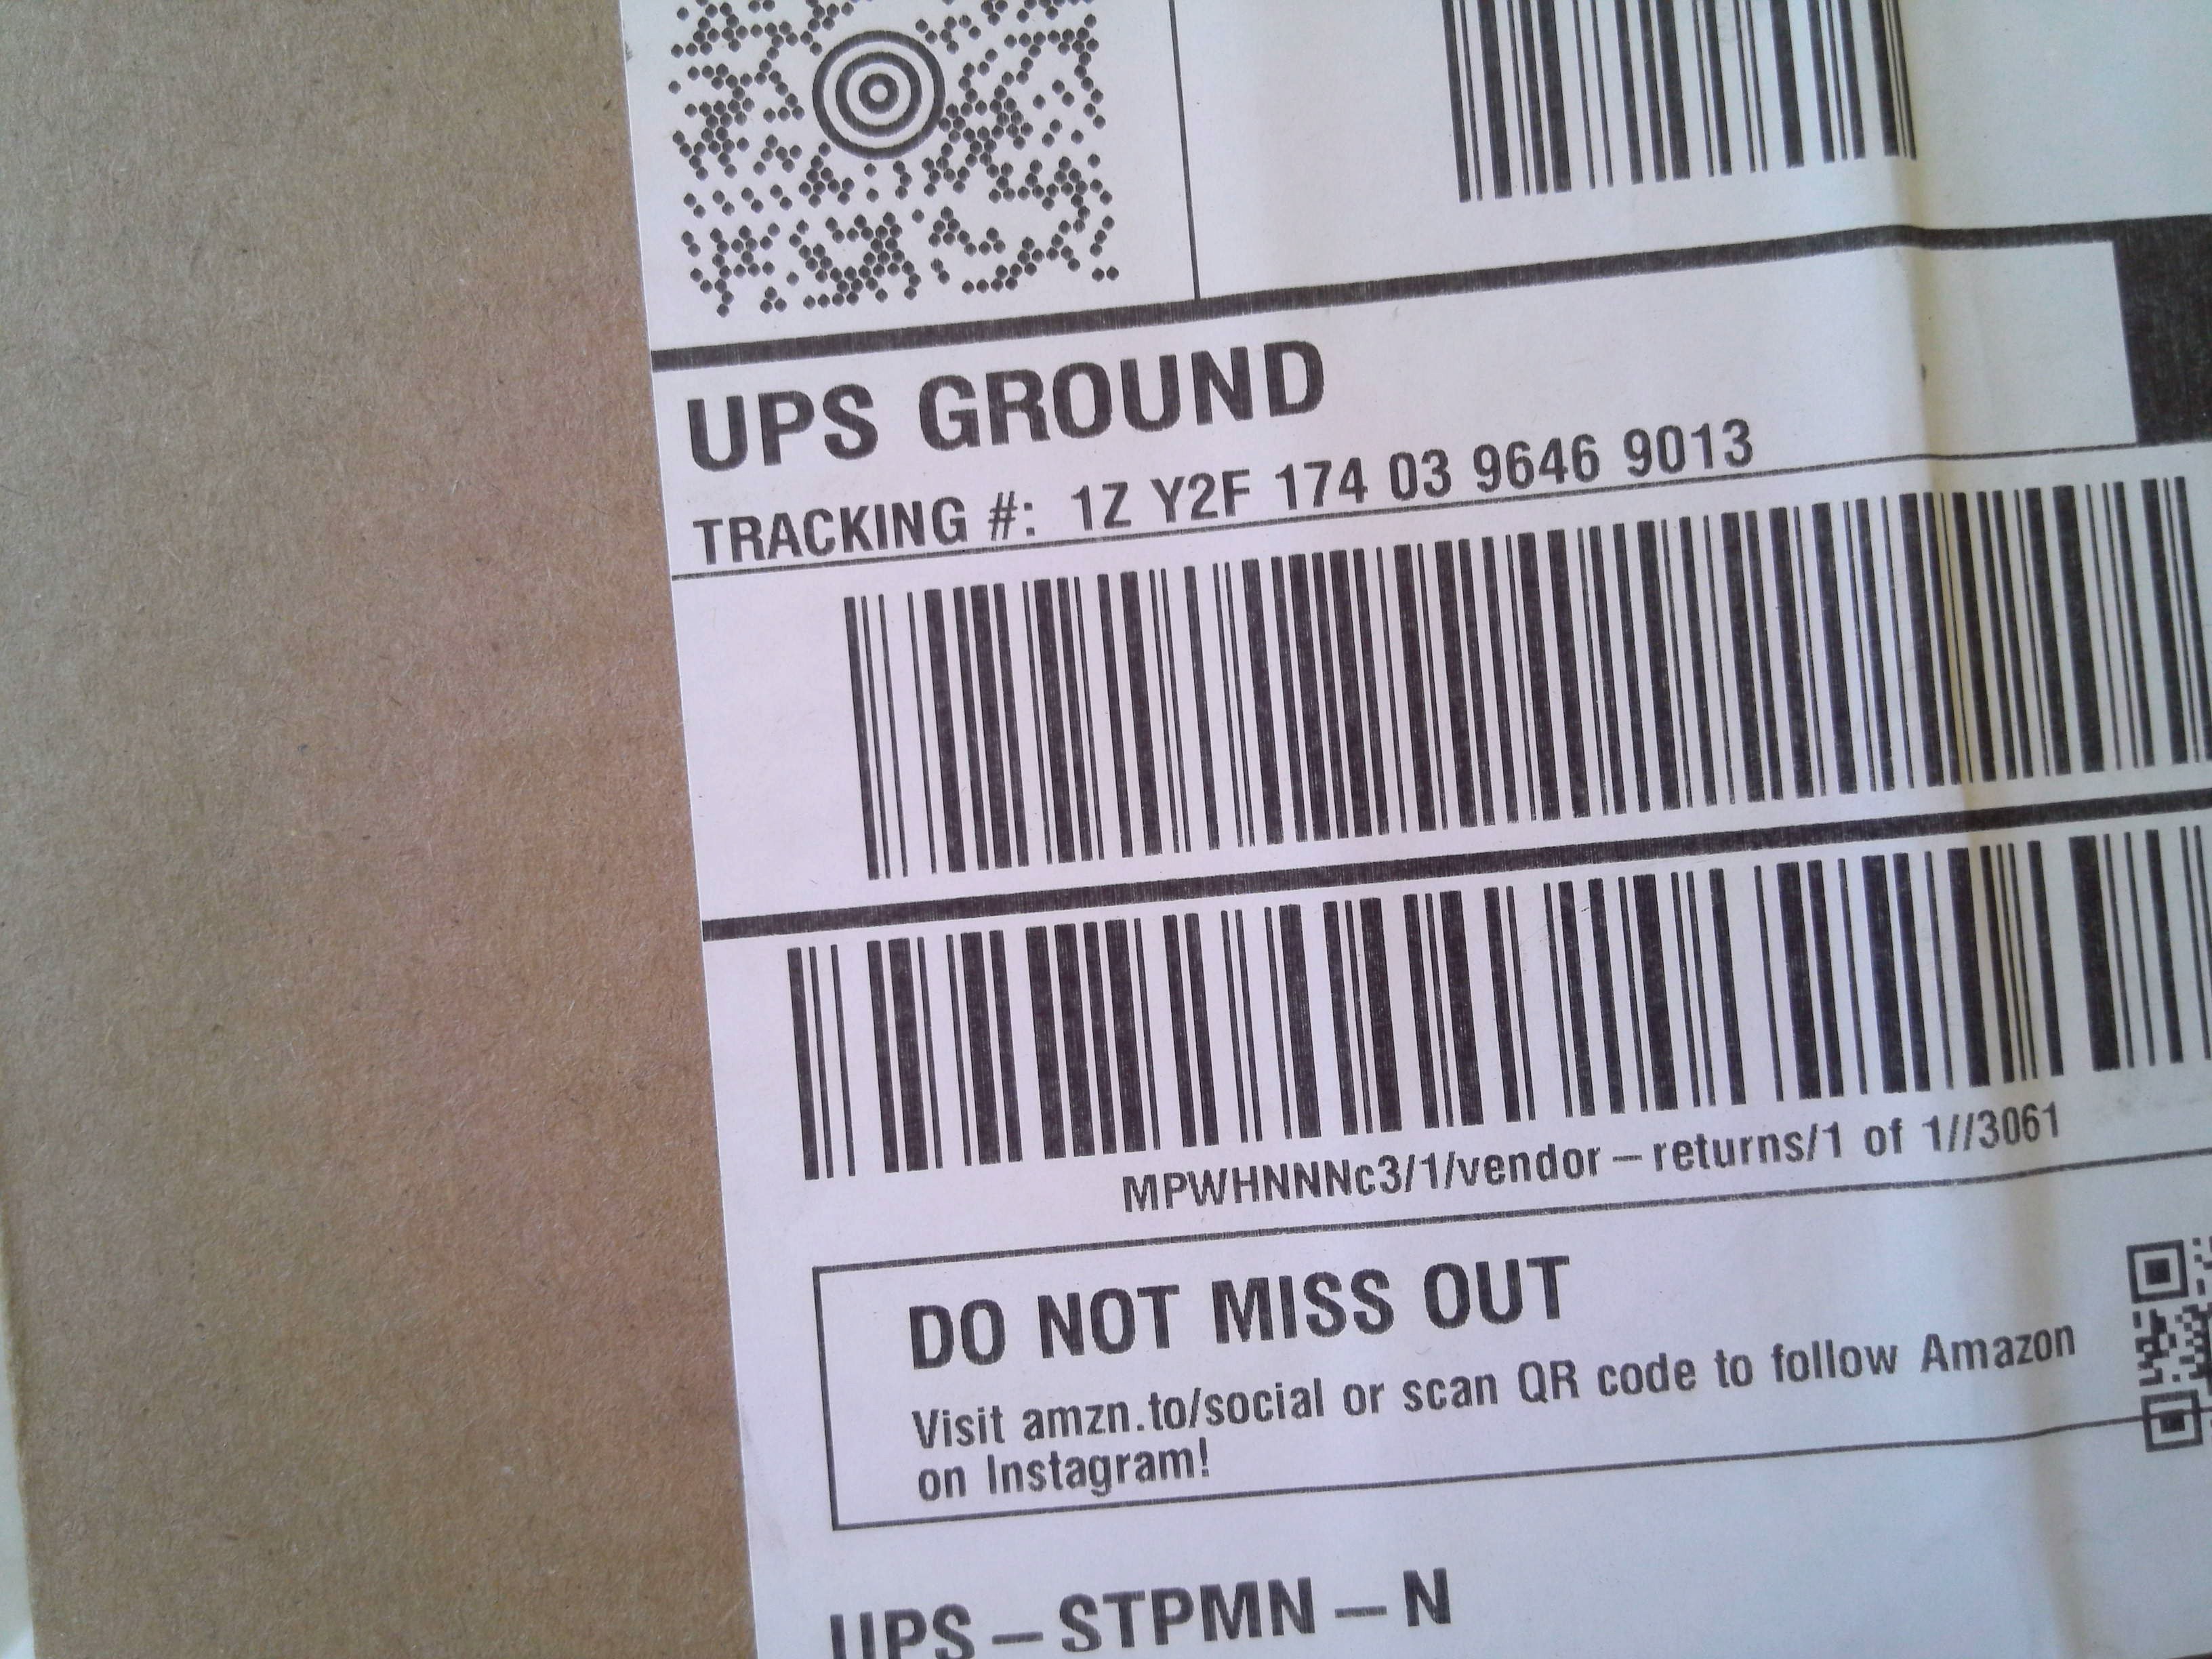 UPS GROUND
TRACKING #: 1Z Y2F 174 03 9646 9013
MPWHNNNc3/1/vendor-returns/1 of 1//3061
DO NOT MISS OUT
Visit amzn.to/social or scan QR code to follow Amazon
on Instagram!
UPS-STPMN-N